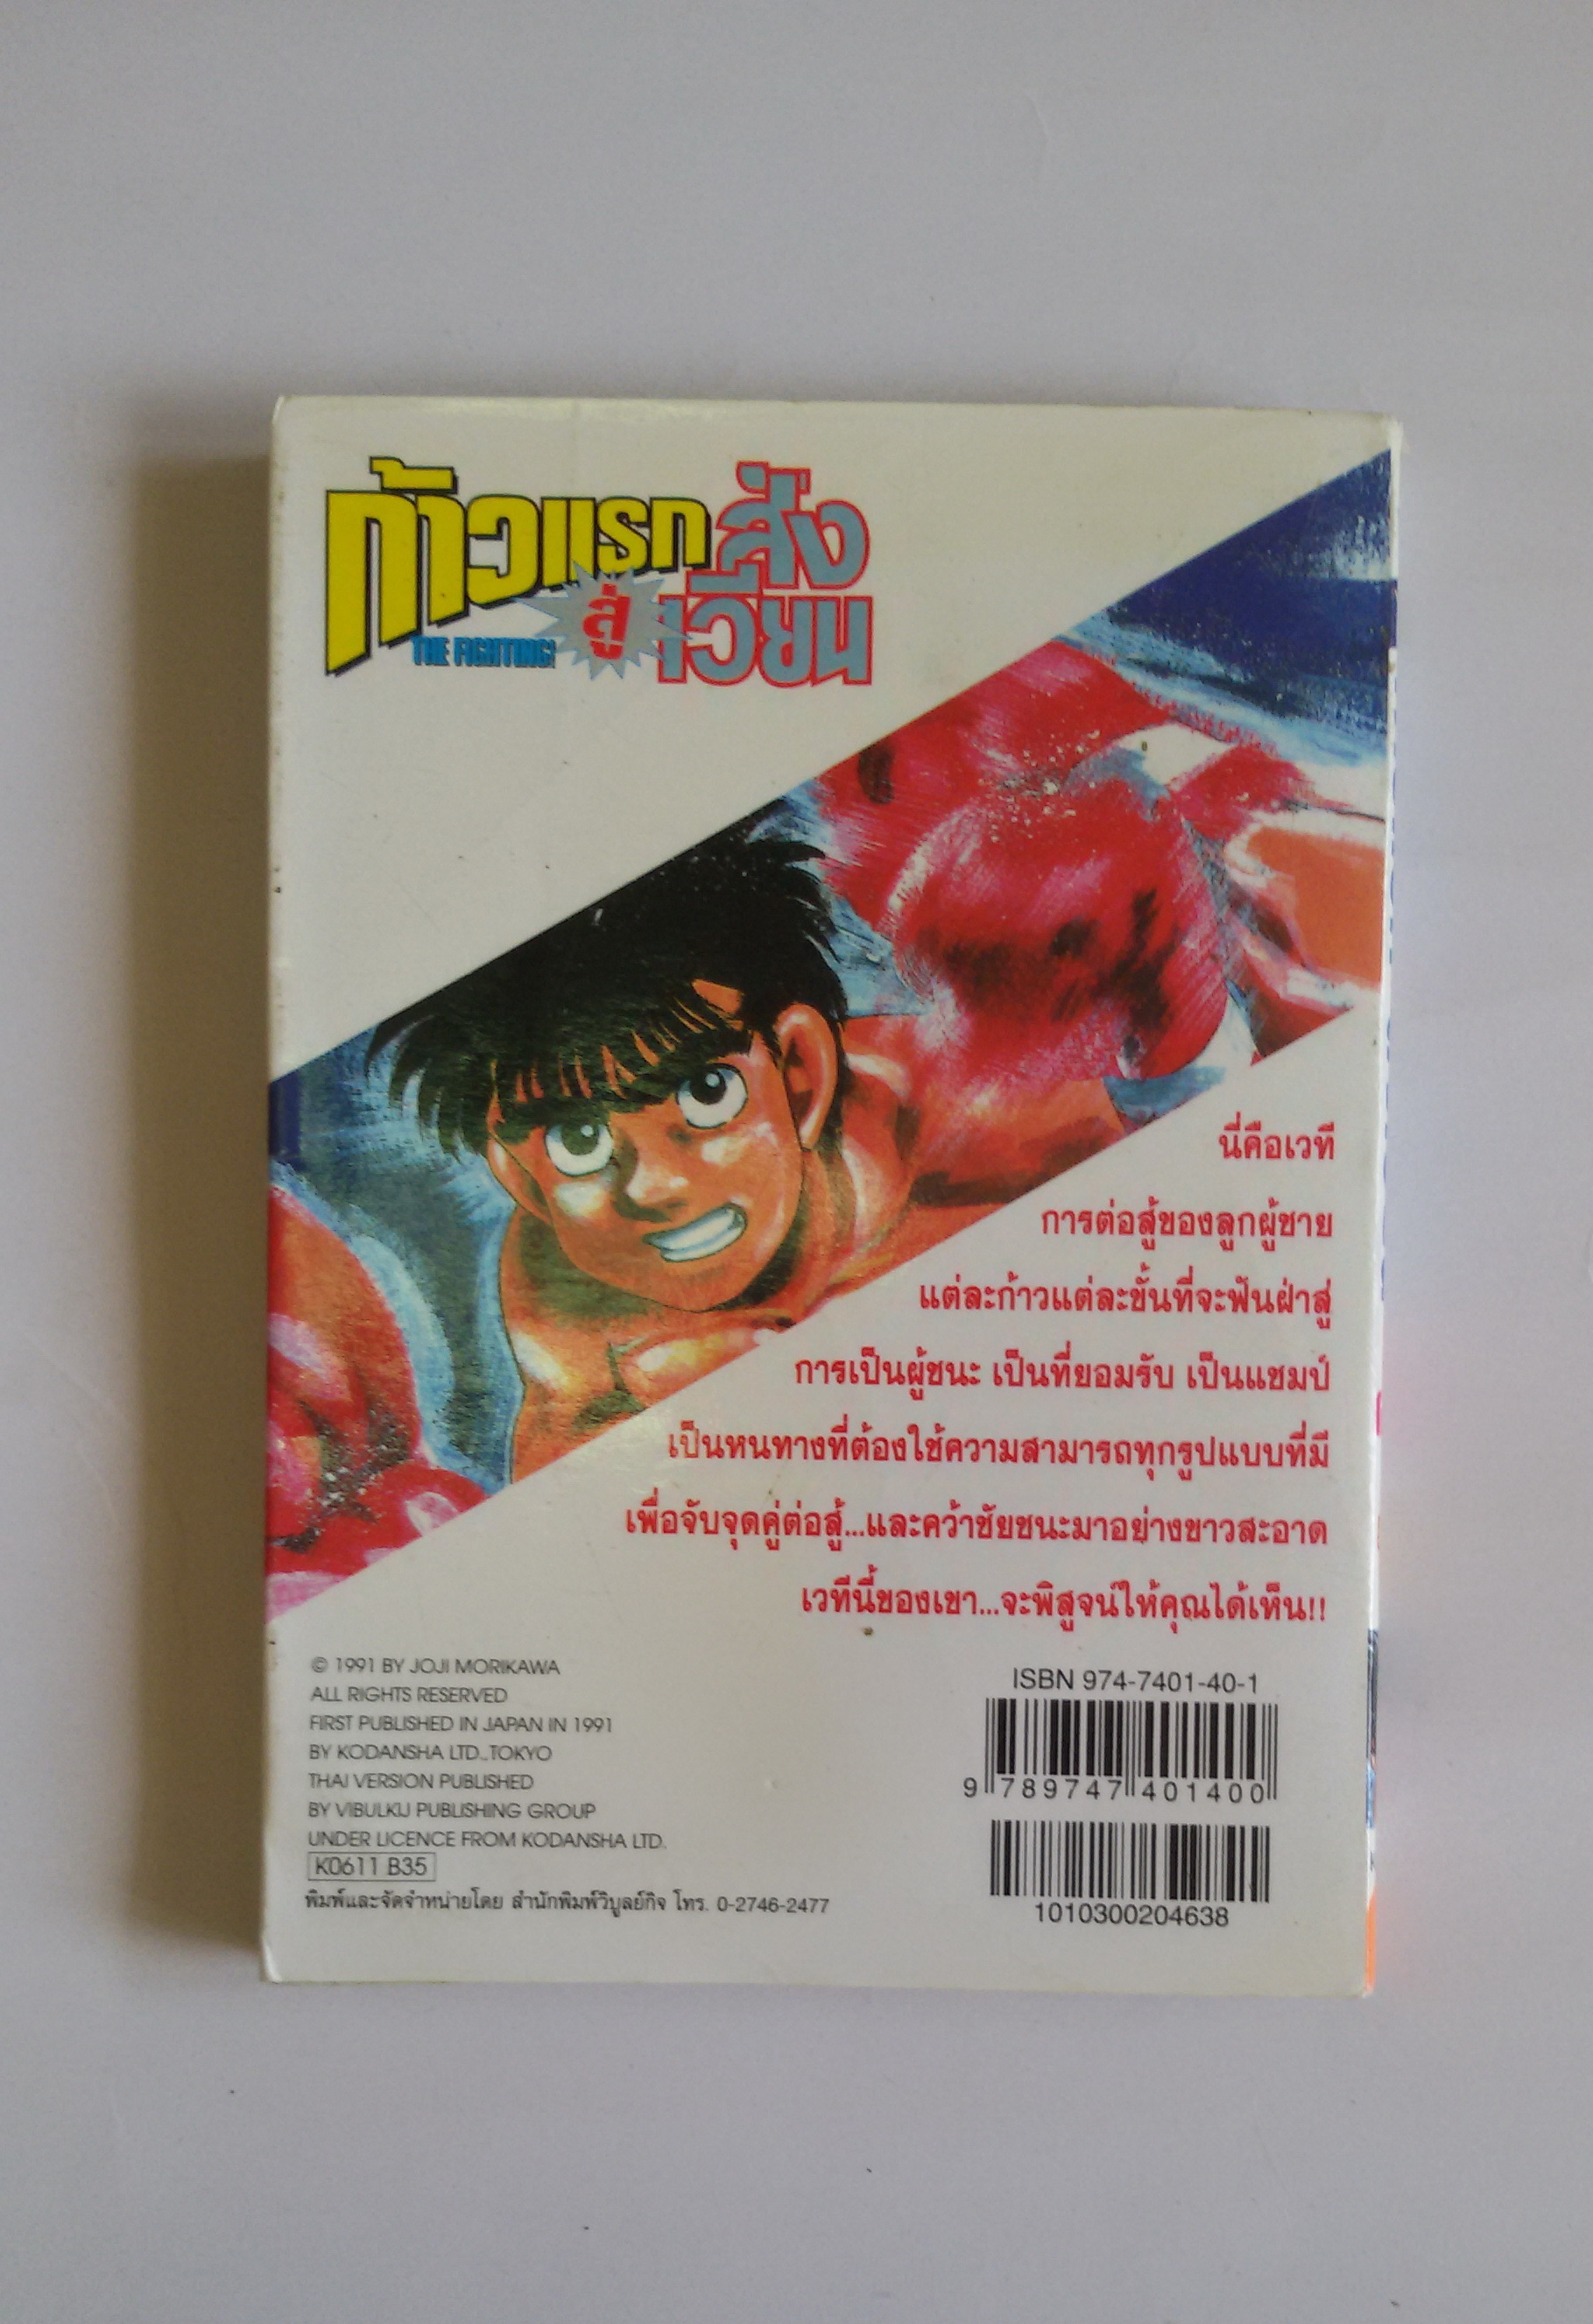 ก้าวแรก
สู่
สังเวียน
THE FIGHTING!
นี่คือเวที
การต่อสู้ของลูกผู้ชาย
แต่ละก้าวแต่ละขั้นที่จะฟันฝ่าสู่
การเป็นผู้ชนะ เป็นที่ยอมรับ เป็นแชมป์
เป็นหนทางที่ต้องใช้ความสามารถทุกรูปแบบที่มี
เพื่อจับจุดคู่ต่อสู้...และคว้าชัยชนะมาอย่างขาวสะอาด
เวทีนี้ของเขา...จะพิสูจน์ให้คุณได้เห็น!!
© 1991 BY JOJI MORIKAWA
ALL RIGHTS RESERVED
FIRST PUBLISHED IN JAPAN IN 1991
BY KODANSHA LTD., TOKYO
THAI VERSION PUBLISHED
BY VIBULKIJ PUBLISHING GROUP
UNDER LICENCE FROM KODANSHA LTD.
K0611 B35
พิมพ์และจัดจำหน่ายโดย สำนักพิมพ์วิบูลย์กิจ โทร. 0-2746-2477
ISBN 974-7401-40-1
9 789747 401400
1010300204638